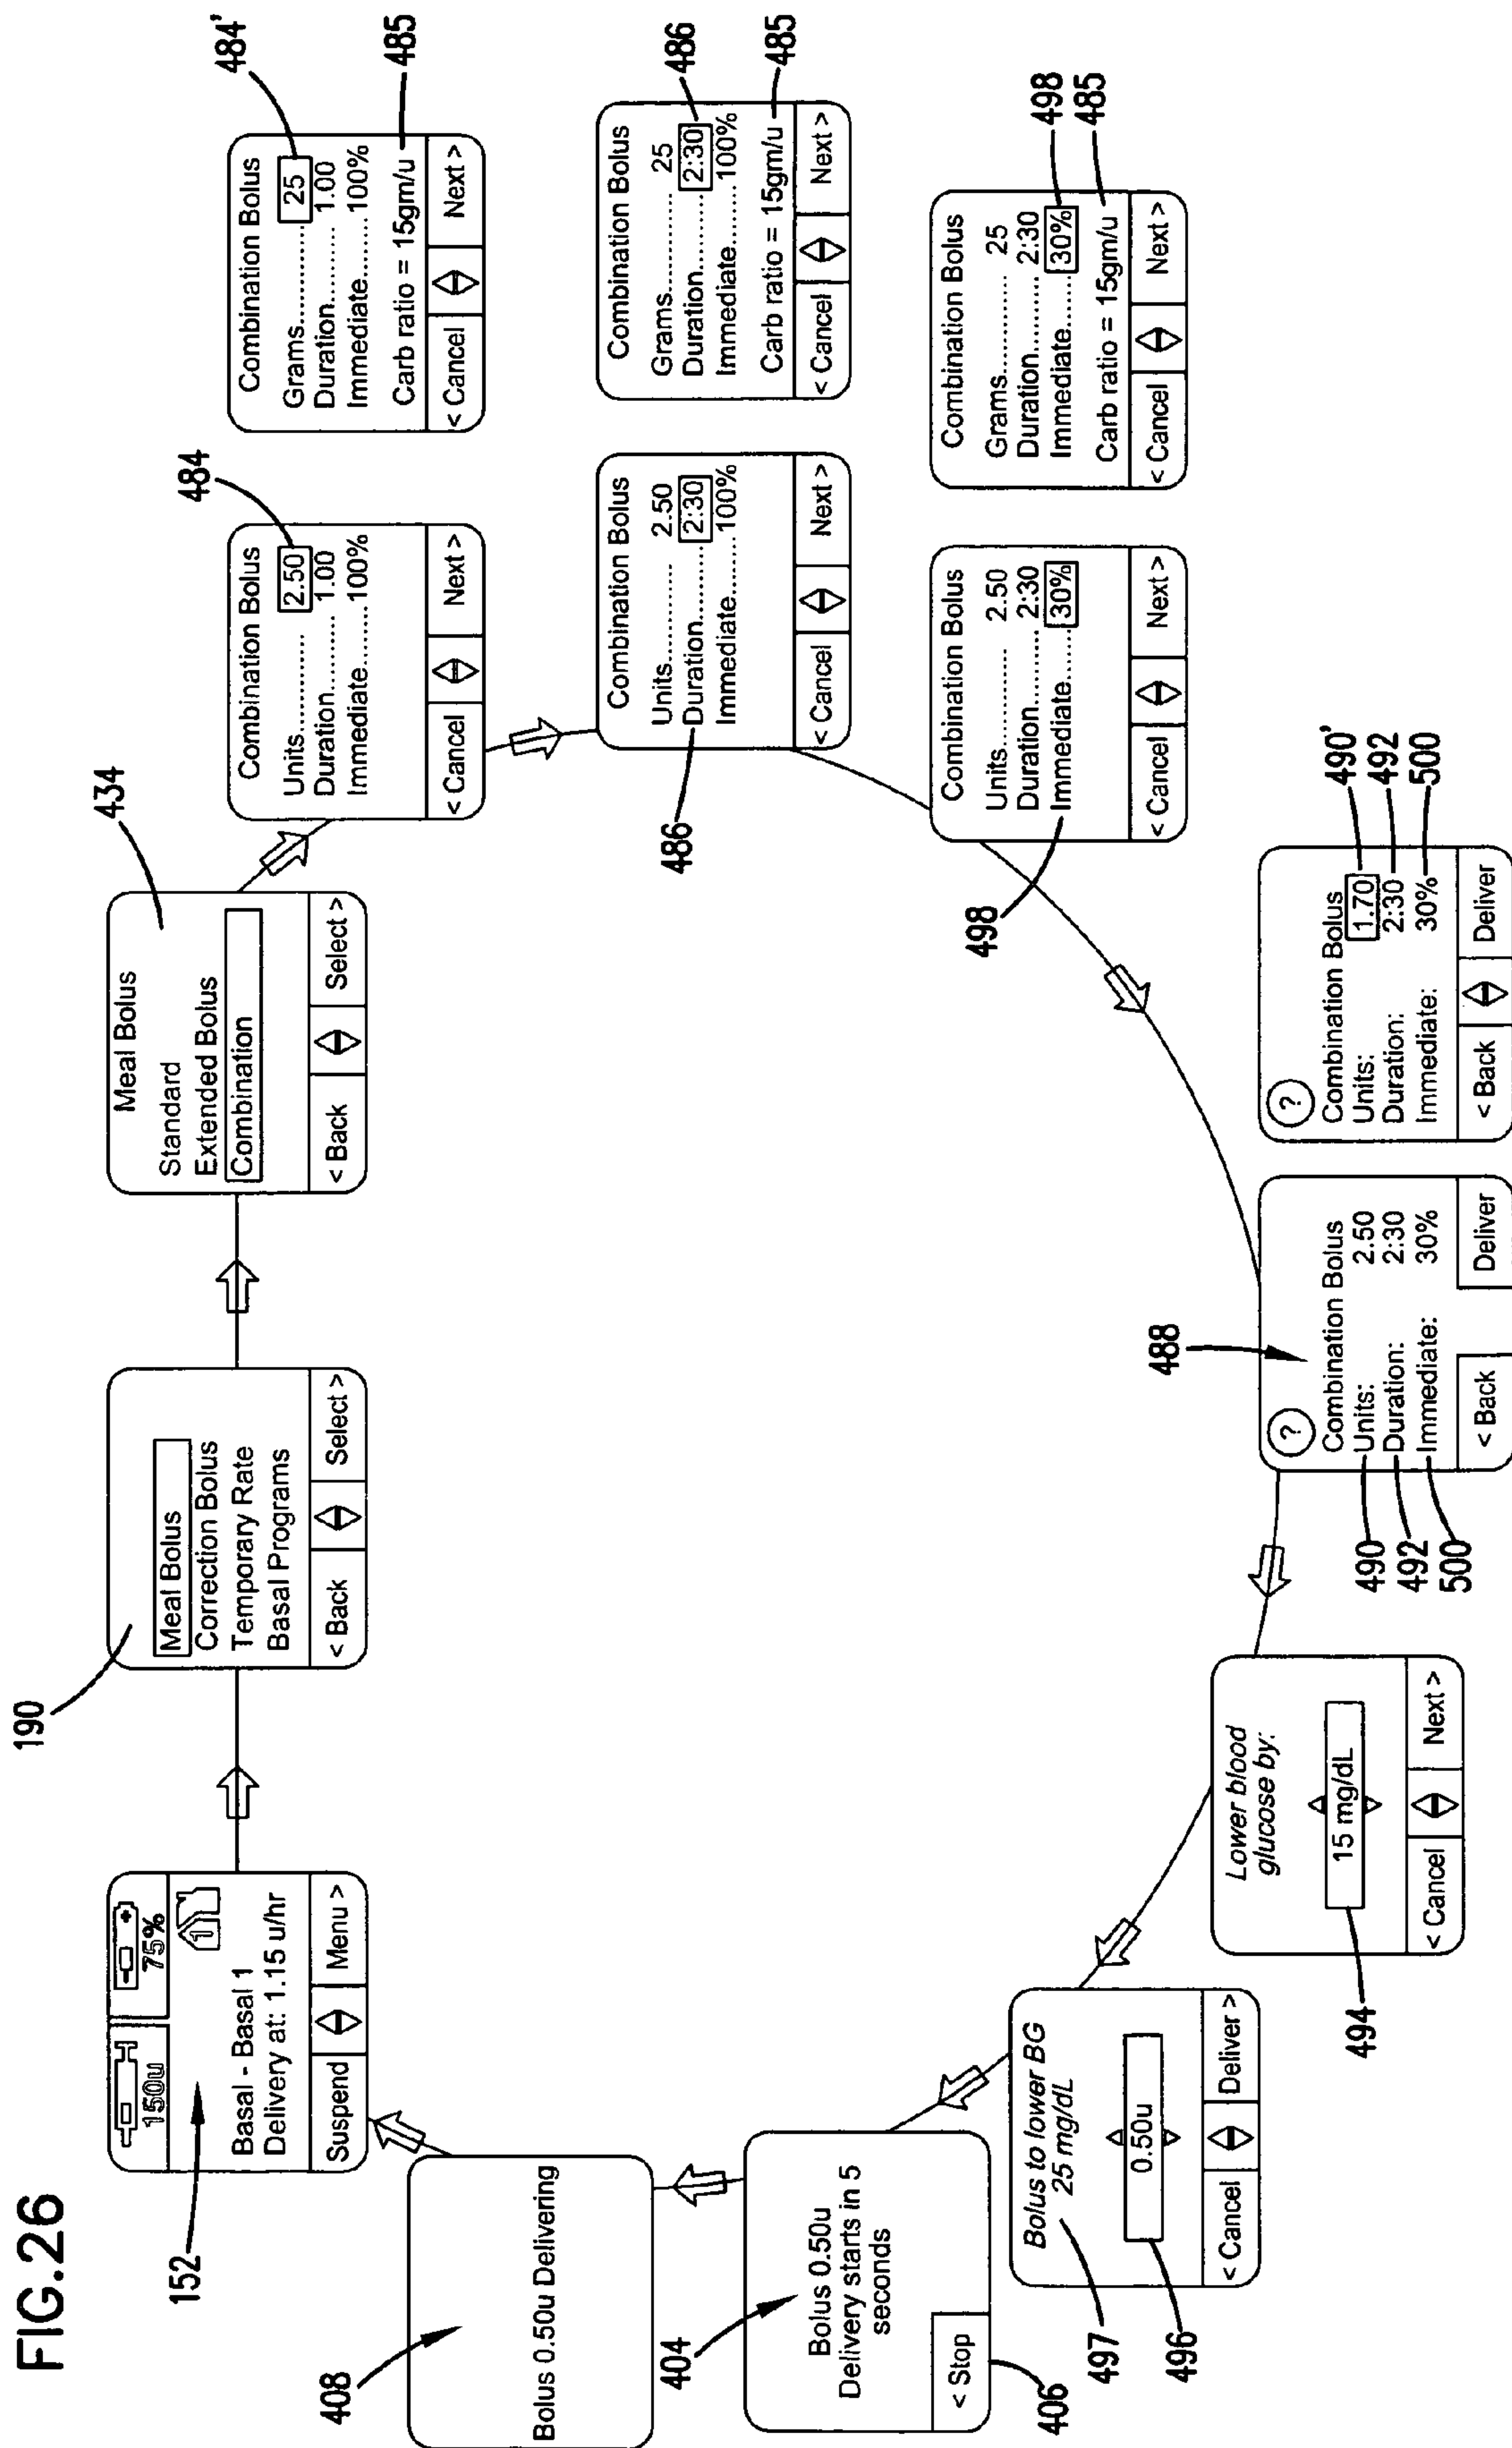 FIG.26
152
150u
75%
1
Basal - Basal 1
Delivery at: 1.15 u/hr
Suspend
Menu >
190
Meal Bolus
Correction Bolus
Temporary Rate
Basal Programs
< Back
Select >
434
Meal Bolus
Standard
Extended Bolus
Combination
< Back
Select >
484
Combination Bolus
Units............ 2.50
Duration......... 1.00
Immediate......... 100%
< Cancel
Next >
484'
Combination Bolus
Grams............ 25
Duration......... 1.00
Immediate......... 100%
Carb ratio = 15gm/u
485
< Cancel
Next >
486
Combination Bolus
Units............ 2.50
Duration............ 2:30
Immediate......... 100%
< Cancel
Next >
486
Combination Bolus
Grams............ 25
Duration............ 2:30
Immediate......... 100%
Carb ratio = 15gm/u
485
< Cancel
Next >
498
Combination Bolus
Units............ 2.50
Duration............ 2:30
Immediate......... 30%
< Cancel
Next >
498
Combination Bolus
Grams............ 25
Duration............ 2:30
Immediate......... 30%
Carb ratio = 15gm/u
485
< Cancel
Next >
488
?
Combination Bolus
Units: 2.50
Duration: 2:30
Immediate: 30%
< Back
Deliver
490
492
500
?
Combination Bolus
Units: 1.70
Duration: 2:30
Immediate: 30%
< Back
Deliver
490'
492
500
Lower blood
glucose by:
15 mg/dL
< Cancel
Next >
494
Bolus to lower BG
25 mg/dL
0.50u
< Cancel
Deliver >
497
496
404
Bolus 0.50u
Delivery starts in 5
seconds
< Stop
406
408
Bolus 0.50u Delivering